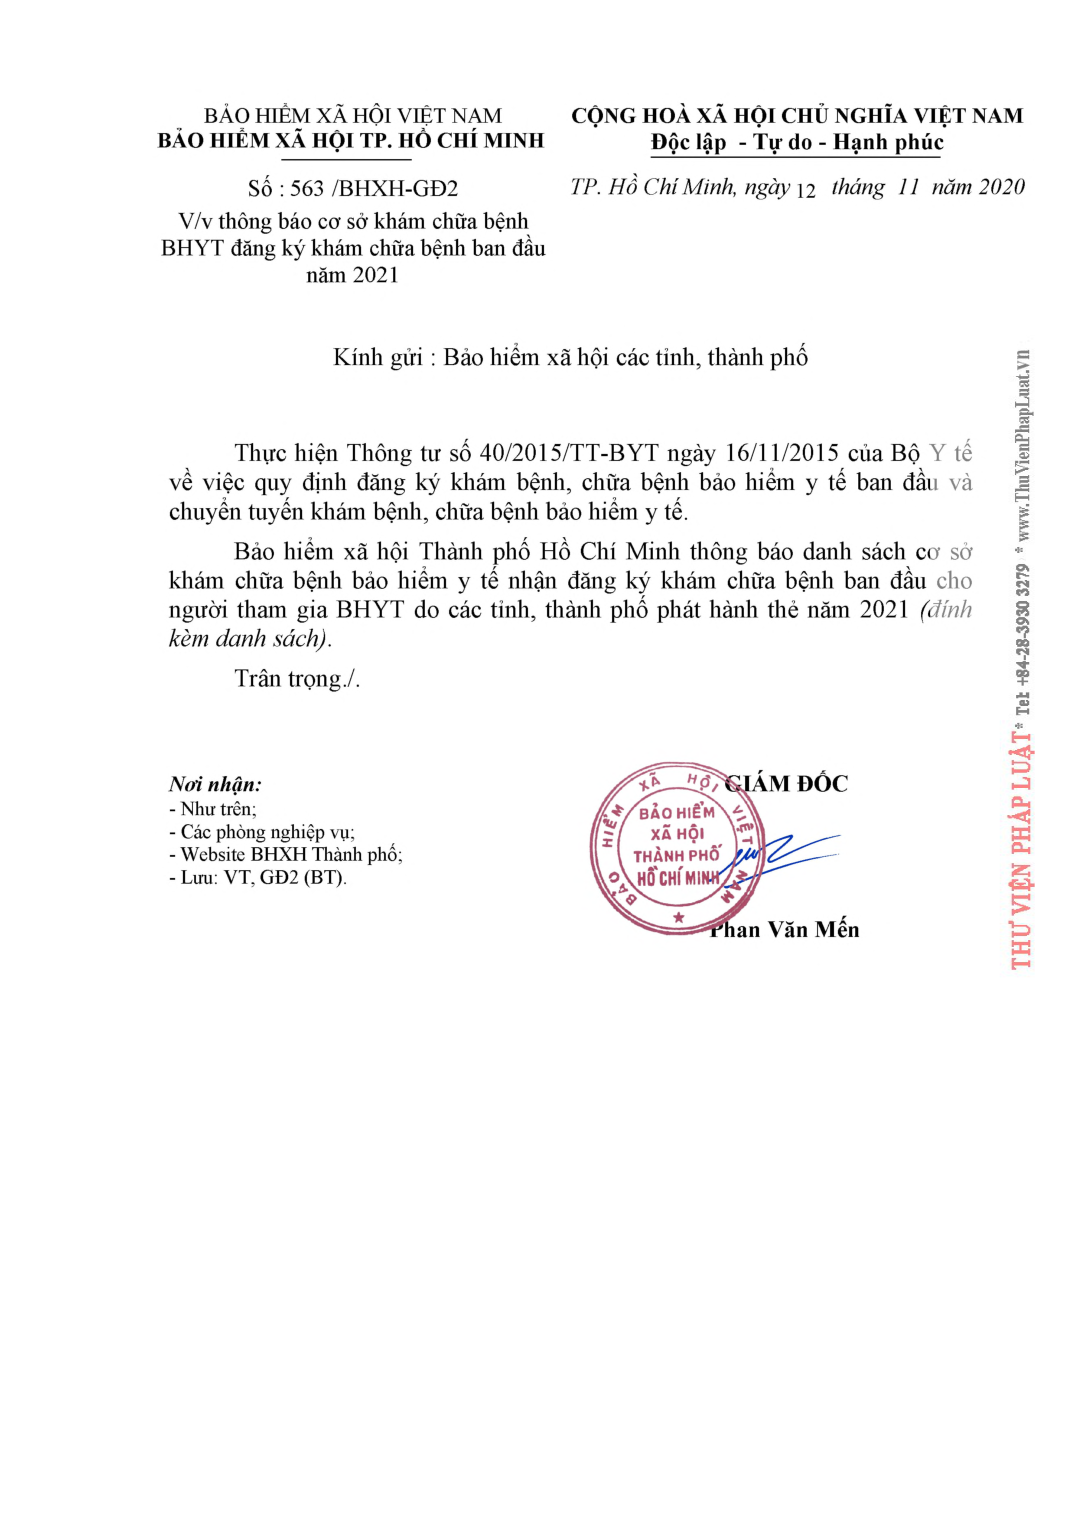 BẢO HIỂM XÃ HỘI VIỆT NAM
BẢO HIỂM XÃ HỘI TP. HỒ CHÍ MINH
Số : 563 /BHXH-GĐ2
V/v thông báo cơ sở khám chữa bệnh
BHYT đăng ký khám chữa bệnh ban đầu
năm 2021
CỘNG HOÀ XÃ HỘI CHỦ NGHĨA VIỆT NAM
Độc lập - Tự do - Hạnh phúc
TP. Hồ Chí Minh, ngày 12 tháng 11 năm 2020
Kính gửi : Bảo hiểm xã hội các tỉnh, thành phố
Thực hiện Thông tư số 40/2015/TT-BYT ngày 16/11/2015 của Bộ Y tế
về việc quy định đăng ký khám bệnh, chữa bệnh bảo hiểm y tế ban đầu và
chuyển tuyến khám bệnh, chữa bệnh bảo hiểm y tế.
Bảo hiểm xã hội Thành phố Hồ Chí Minh thông báo danh sách cơ sở
khám chữa bệnh bảo hiểm y tế nhận đăng ký khám chữa bệnh ban đầu cho
người tham gia BHYT do các tỉnh, thành phố phát hành thẻ năm 2021 (đính
kèm danh sách).
Trân trọng./.
Nơi nhận:
- Như trên;
- Các phòng nghiệp vụ;
- Website BHXH Thành phố;
- Lưu: VT, GĐ2 (BT).
GIÁM ĐỐC
BẢO HIỂM XÃ HỘI VIỆT NAM
BẢO HIỂM
XÃ HỘI
THÀNH PHỐ
HỒ CHÍ MINH
Phan Văn Mến
THƯ VIỆN PHÁP LUẬT * Tel: +84-28-3930 3279 * www.ThuVienPhapLuat.vn